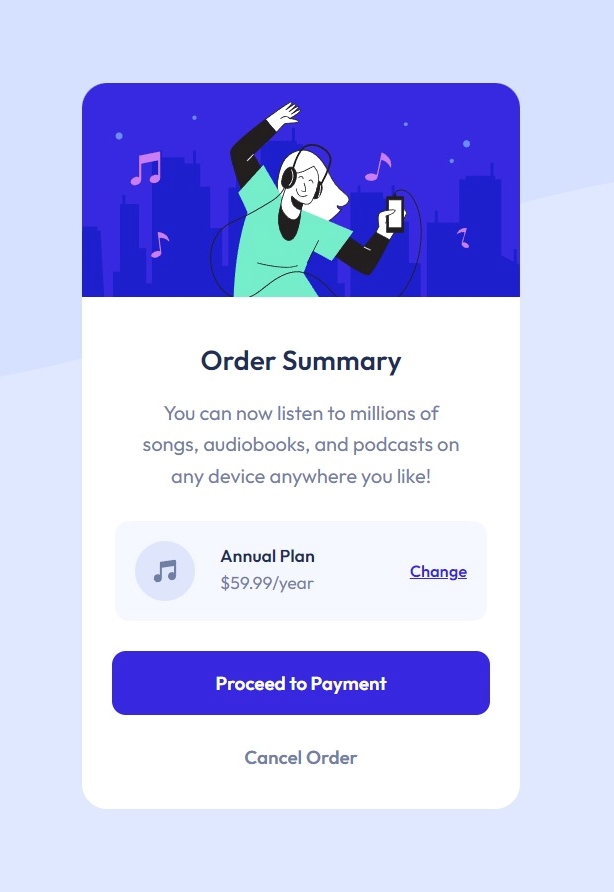 Order Summary
You can now listen to millions of
songs, audiobooks, and podcasts on
any device anywhere you like!
Annual Plan
$59.99/year
Change
Proceed to Payment
Cancel Order